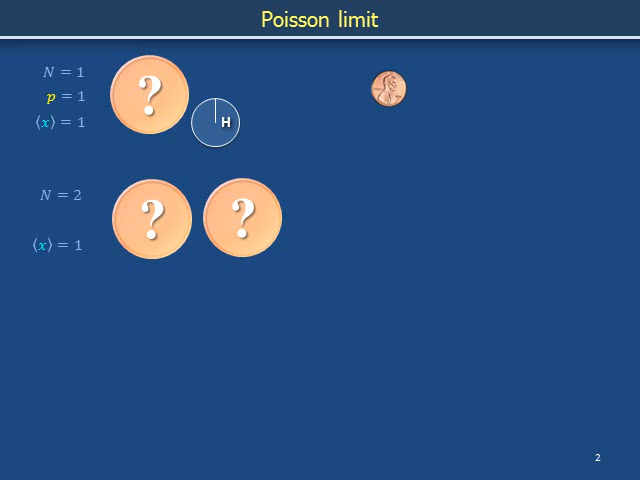 Poisson limit
N = 1
p = 1
⟨x⟩ = 1
?
H
N = 2
⟨x⟩ = 1
? ?
2